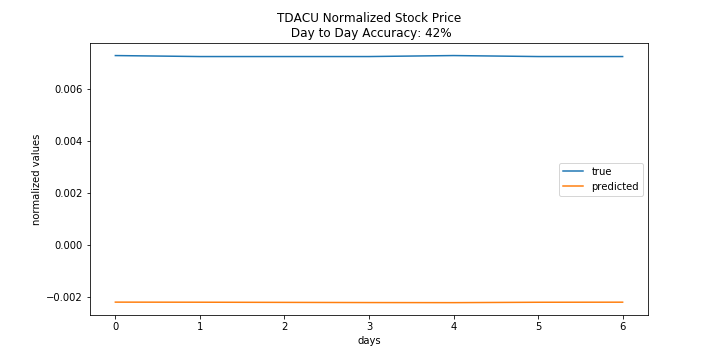 TDACU Normalized Stock Price
Day to Day Accuracy: 42%
normalized values
0.006
0.004
0.002
0.000
−0.002
true
predicted
0 1 2 3 4 5 6
days